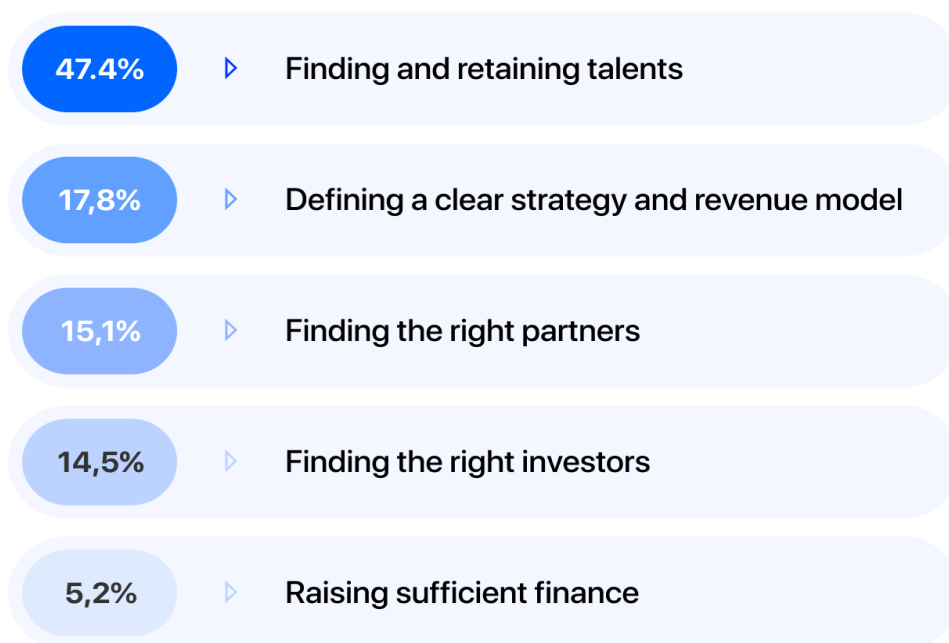 47.4% Finding and retaining talents
17,8% Defining a clear strategy and revenue model
15,1% Finding the right partners
14,5% Finding the right investors
5,2% Raising sufficient finance